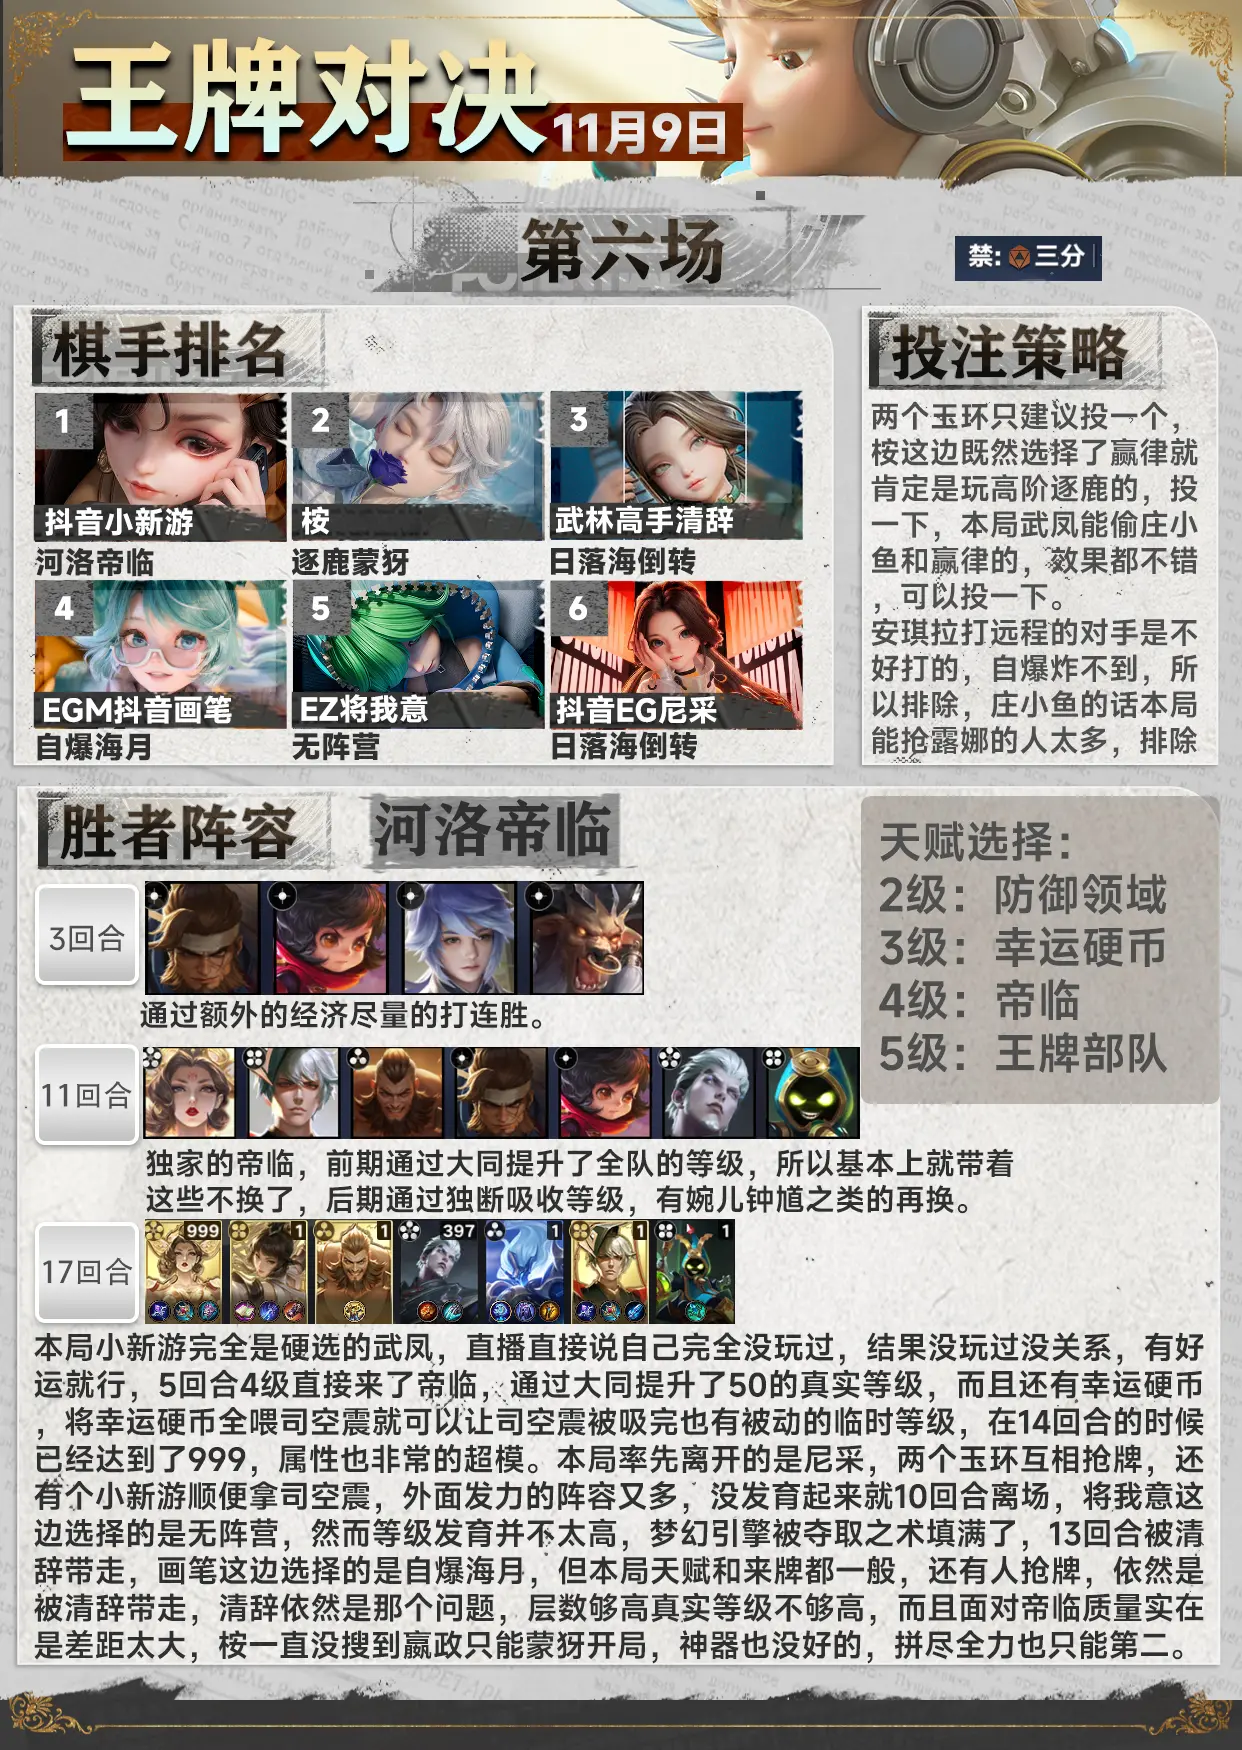 王牌对决
11月9日
第六场
禁:三分
棋手排名
1
2
3
抖音小新游
桉
武林高手清辞
河洛帝临
逐鹿蒙犽
日落海倒转
4
5
6
EGM抖音画笔
EZ将我意
抖音EG尼采
自爆海月
无阵营
日落海倒转
投注策略
两个玉环只建议投一个，
桉这边既然选择了赢律就
肯定是玩高阶逐鹿的，投
一下，本局武凤能偷庄小
鱼和赢律的，效果都不错
，可以投一下。
安琪拉打远程的对手是不
好打的，自爆炸不到，所
以排除，庄小鱼的话本局
能抢露娜的人太多，排除
胜者阵容
河洛帝临
天赋选择：
2级：防御领域
3级：幸运硬币
4级：帝临
5级：王牌部队
3回合
通过额外的经济尽量的打连胜。
11回合
独家的帝临，前期通过大同提升了全队的等级，所以基本上就带着
这些不换了，后期通过独断吸收等级，有婉儿钟馗之类的再换。
17回合
999
1
1
397
1
1
1
本局小新游完全是硬选的武凤，直播直接说自己完全没玩过，结果没玩过没关系，有好
运就行，5回合4级直接来了帝临，通过大同提升了50的真实等级，而且还有幸运硬币
，将幸运硬币全喂司空震就可以让司空震被吸完也有被动的临时等级，在14回合的时候
已经达到了999，属性也非常的超模。本局率先离开的是尼采，两个玉环互相抢牌，还
有个小新游顺便拿司空震，外面发力的阵容又多，没发育起来就10回合离场，将我意这
边选择的是无阵营，然而等级发育并不太高，梦幻引擎被夺取之术填满了，13回合被清
辞带走，画笔这边选择的是自爆海月，但本局天赋和来牌都一般，还有人抢牌，依然是
被清辞带走，清辞依然是那个问题，层数够高真实等级不够高，而且面对帝临质量实在
是差距太大，桉一直没搜到嬴政只能蒙犽开局，神器也没好的，拼尽全力也只能第二。